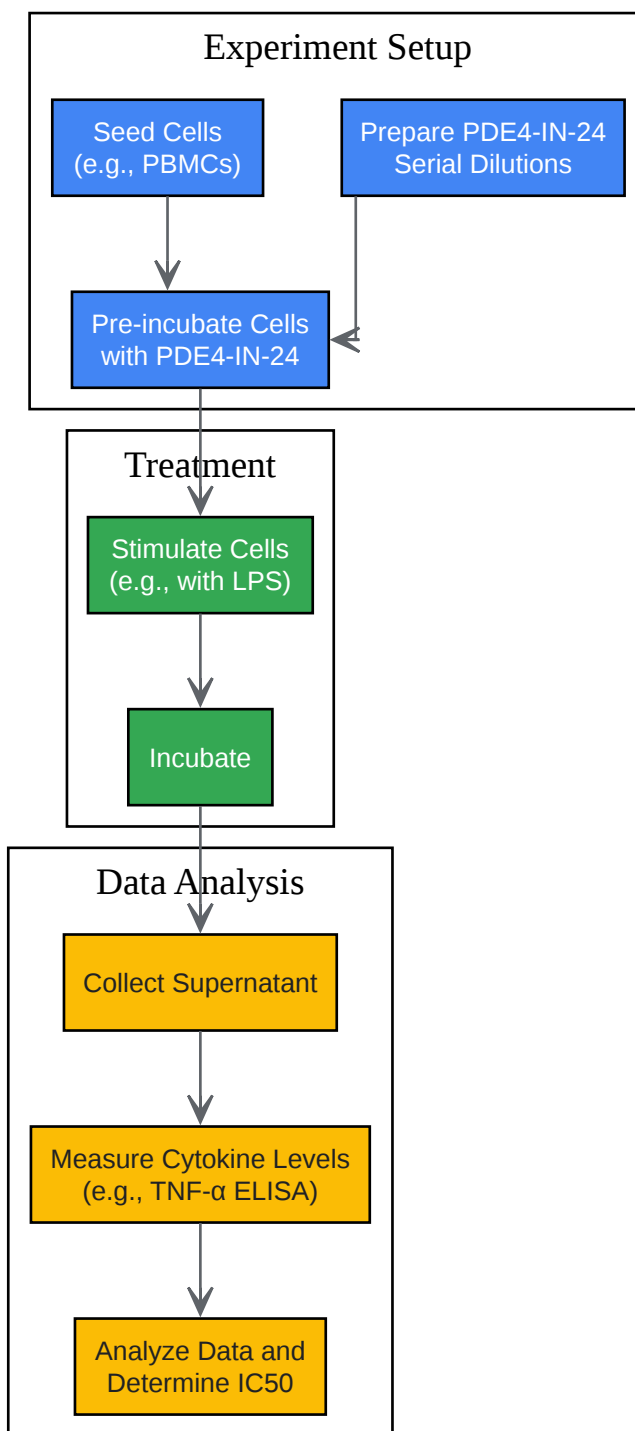 Experiment Setup
Seed Cells
(e.g., PBMCs)
Prepare PDE4-IN-24
Serial Dilutions
Pre-incubate Cells
with PDE4-IN-24
Treatment
Stimulate Cells
(e.g., with LPS)
Incubate
Data Analysis
Collect Supernatant
Measure Cytokine Levels
(e.g., TNF-α ELISA)
Analyze Data and
Determine IC50